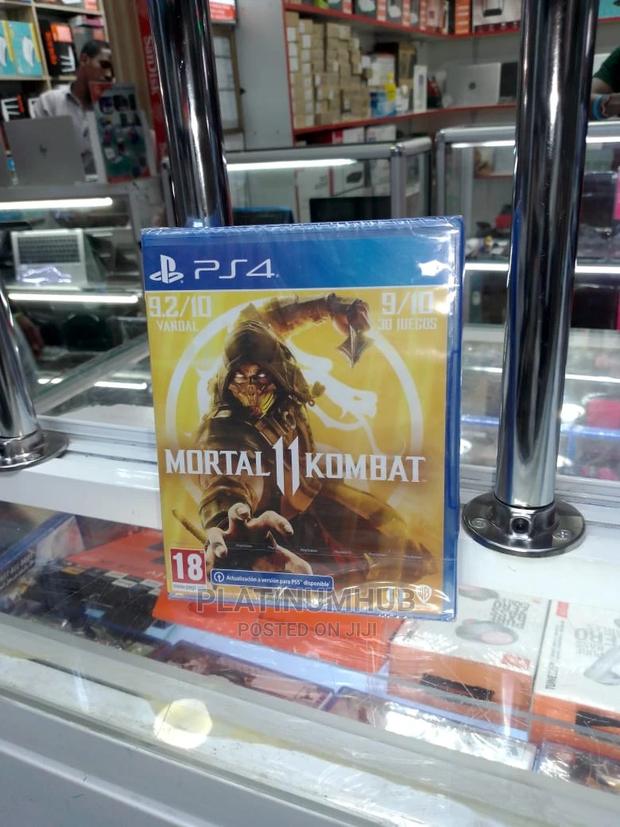 PS4
9.2/10
VANDAL
9/10
3D JUEGOS
MORTAL 11 KOMBAT
18
Actualización a versión para PS5 disponible
PLATINUMHUB
POSTED ON JIJI